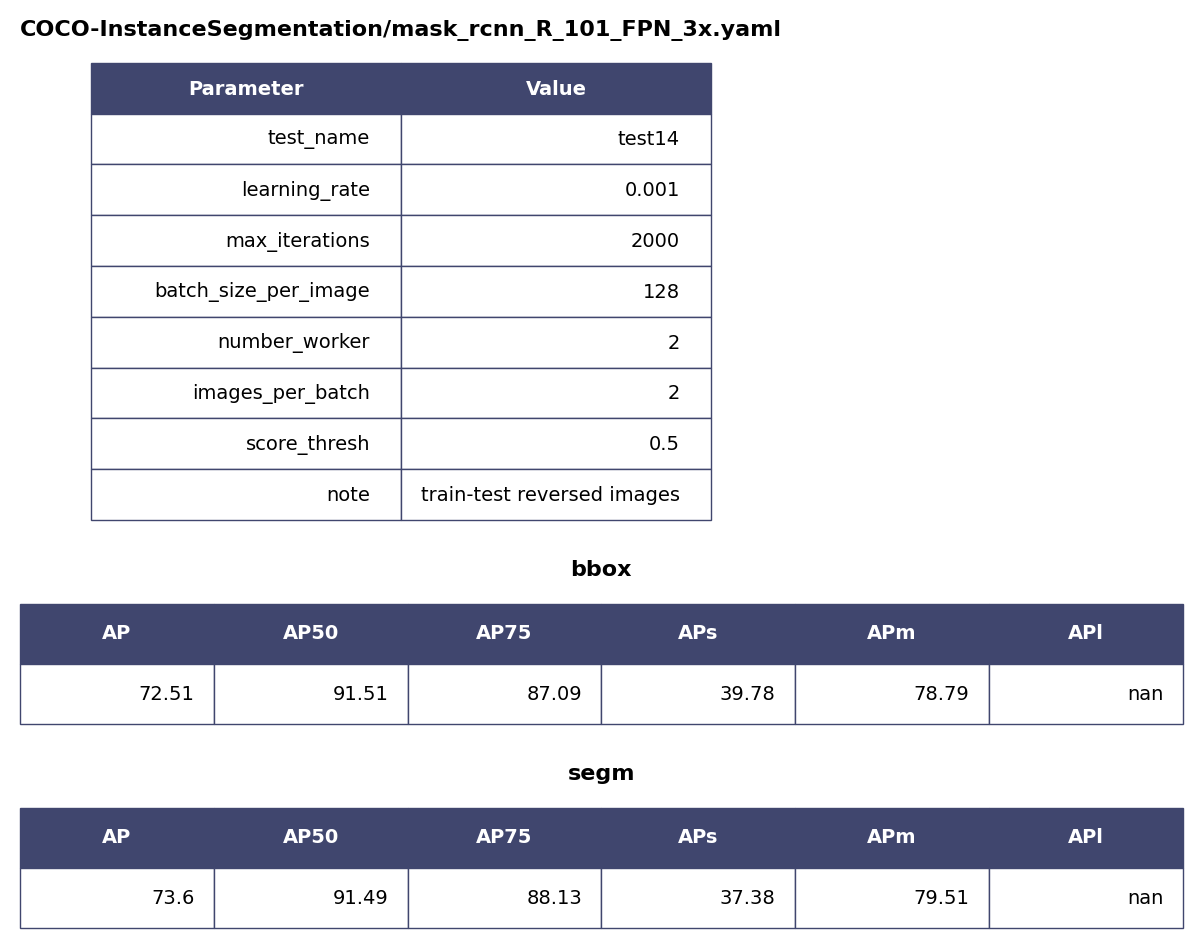 COCO-InstanceSegmentation/mask_rcnn_R_101_FPN_3x.yaml
Parameter Value
test_name test14
learning_rate 0.001
max_iterations 2000
batch_size_per_image 128
number_worker 2
images_per_batch 2
score_thresh 0.5
note train-test reversed images
bbox
AP AP50 AP75 APs APm APl
72.51 91.51 87.09 39.78 78.79 nan
segm
AP AP50 AP75 APs APm APl
73.6 91.49 88.13 37.38 79.51 nan